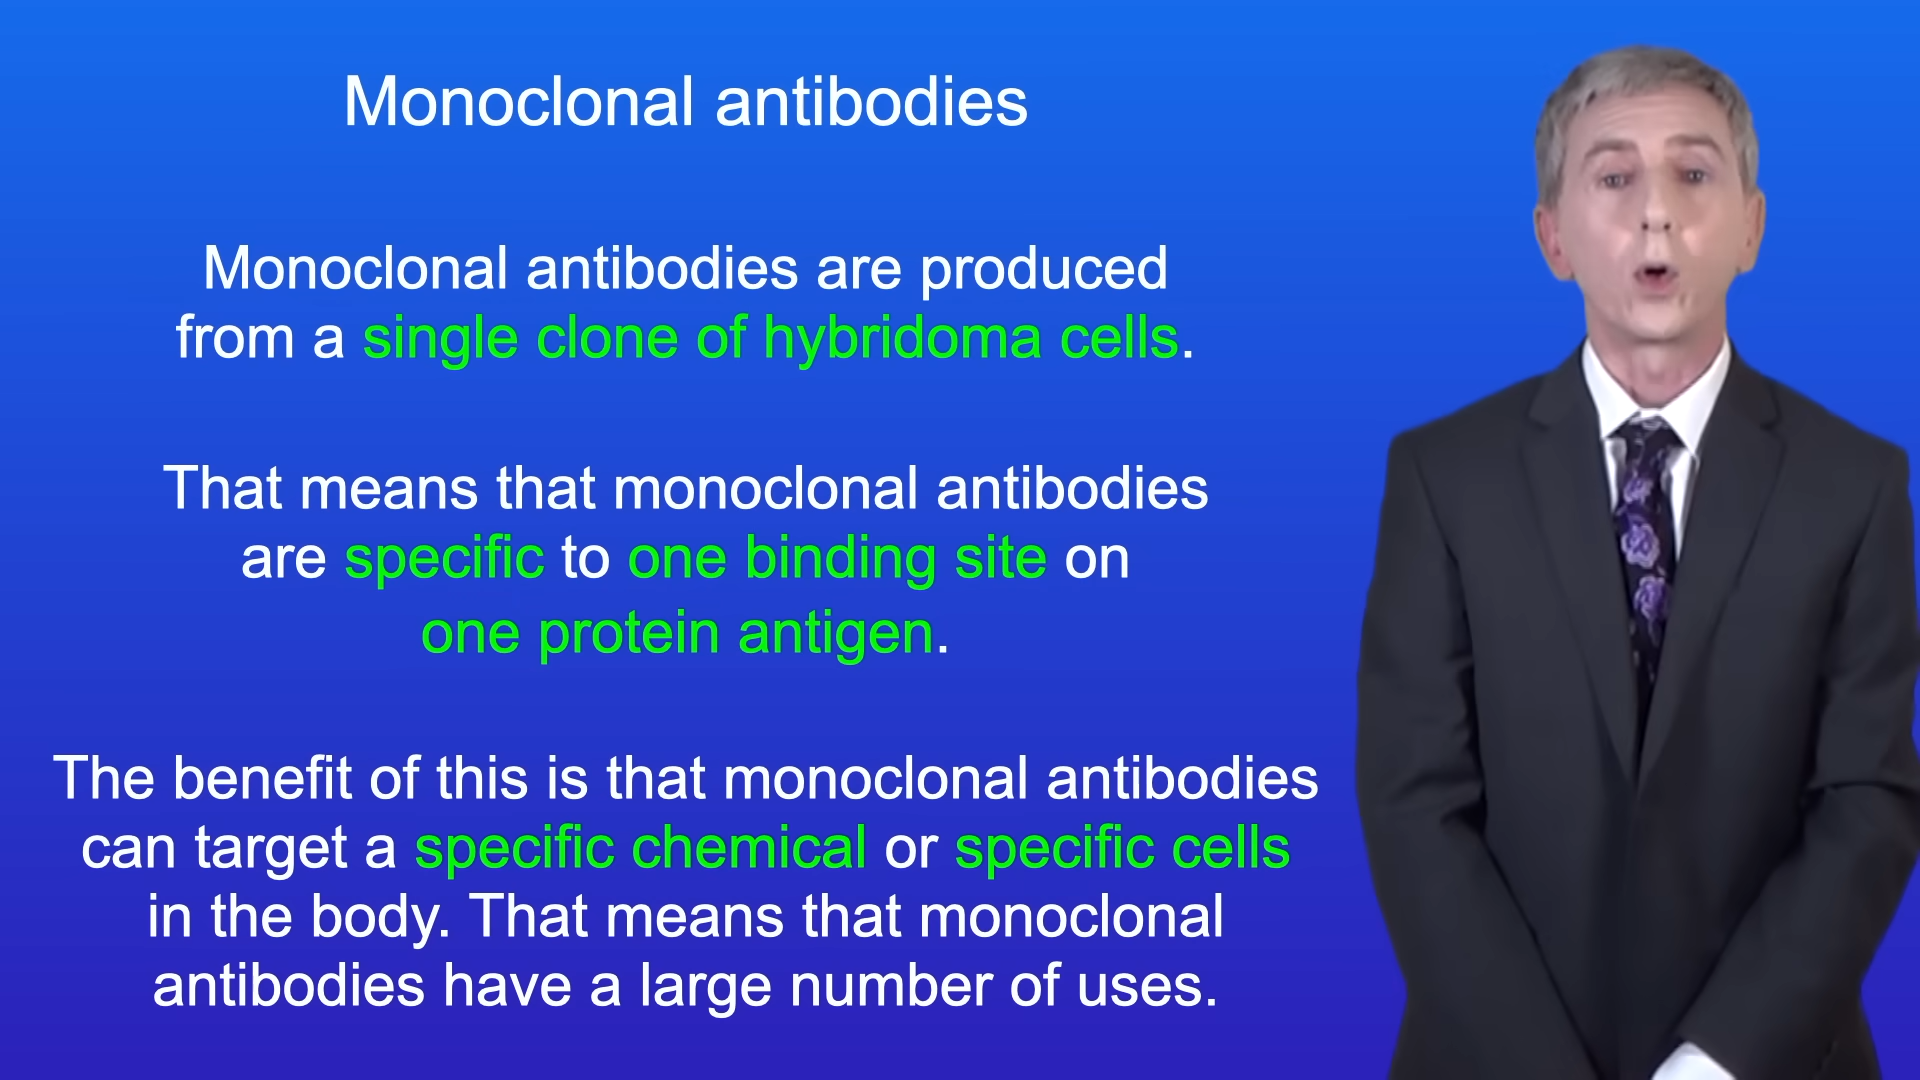 Monoclonal antibodies
Monoclonal antibodies are produced
from a single clone of hybridoma cells.
That means that monoclonal antibodies
are specific to one binding site on
one protein antigen.
The benefit of this is that monoclonal antibodies
can target a specific chemical or specific cells
in the body. That means that monoclonal
antibodies have a large number of uses.